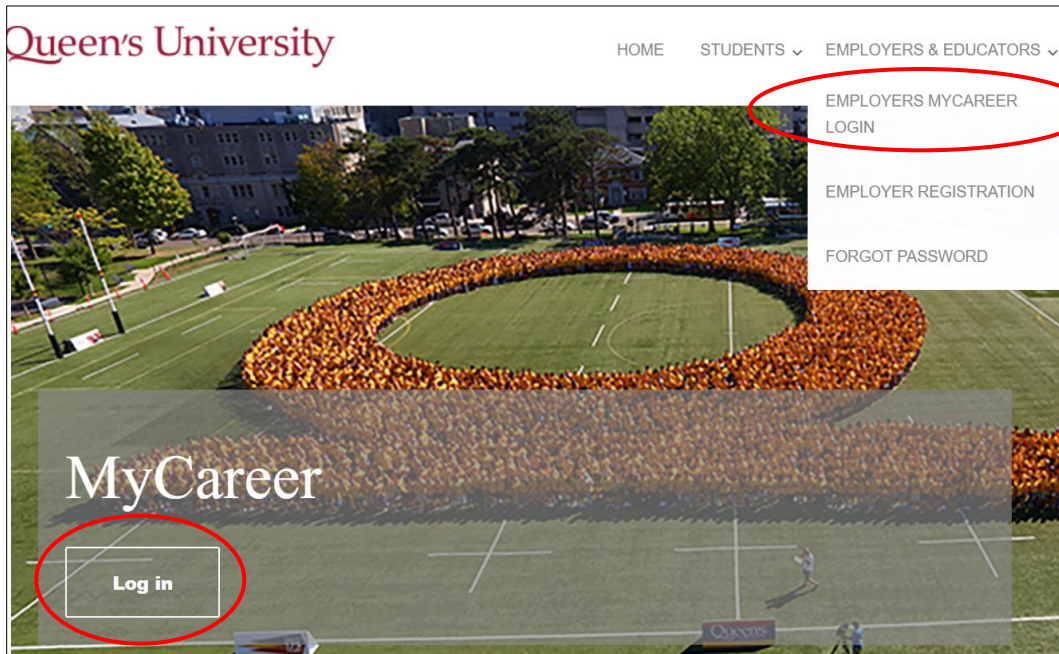 Queen's University
HOME STUDENTS EMPLOYERS & EDUCATORS
EMPLOYERS MYCAREER
LOGIN
EMPLOYER REGISTRATION
FORGOT PASSWORD
MyCareer
Log in
Queen's